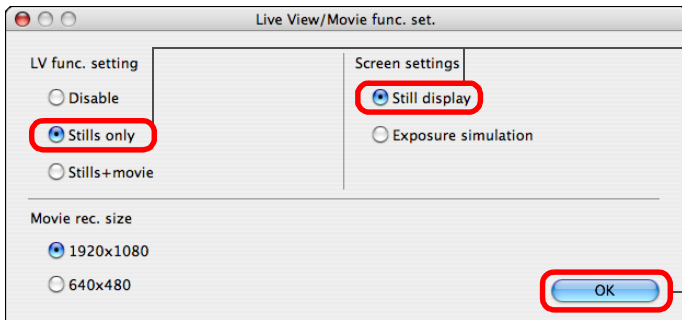 Live View/Movie func. set.
LV func. setting
Disable
Stills only
Stills+movie
Screen settings
Still display
Exposure simulation
Movie rec. size
1920x1080
640x480
OK